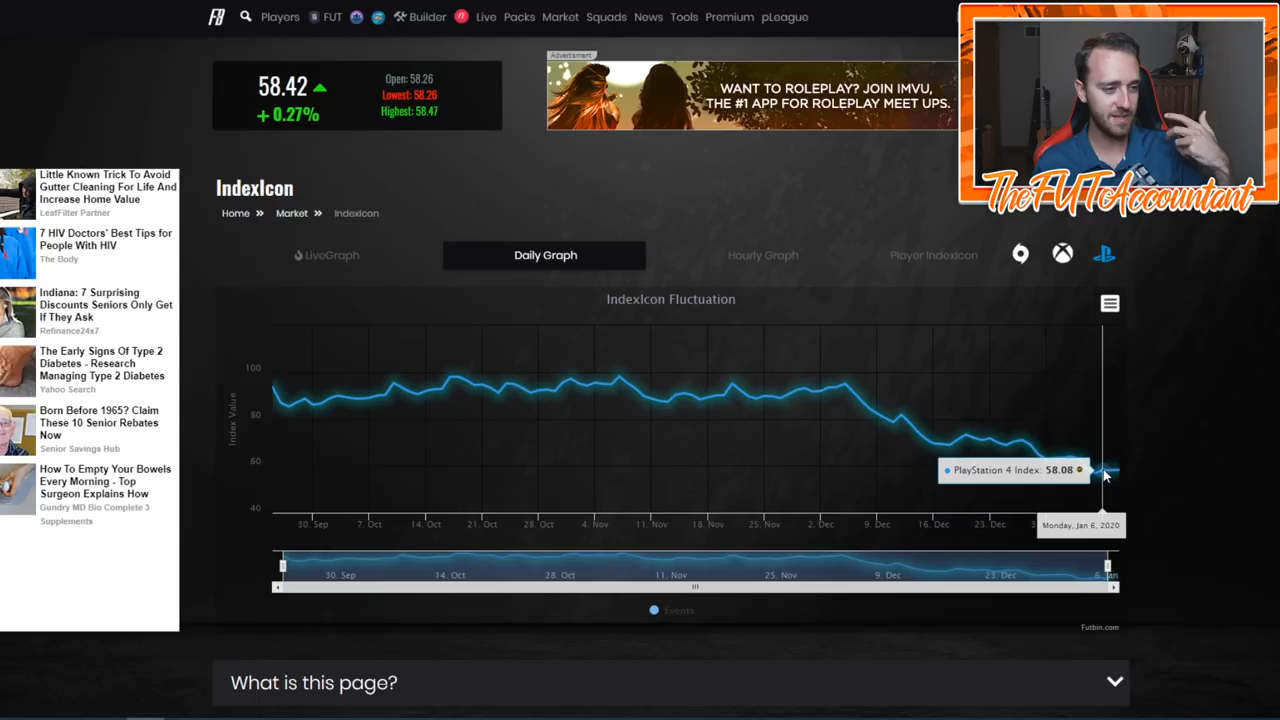 F8 Players FUT Builder Live Packs Market Squads News Tools Premium pLeague
58.42
+ 0.27%
Open: 58.26
Lowest: 58.26
Highest: 58.47
Advertisment
WANT TO ROLEPLAY? JOIN IMVU,
THE #1 APP FOR ROLEPLAY MEET UPS.
TheFUTAccountant
Little Known Trick To Avoid
Gutter Cleaning For Life And
Increase Home Value
LeafFilter Partner
7 HIV Doctors' Best Tips for
People With HIV
The Body
Indiana: 7 Surprising
Discounts Seniors Only Get
If They Ask
Refinance24x7
The Early Signs Of Type 2
Diabetes - Research
Managing Type 2 Diabetes
Yahoo Search
Born Before 1965? Claim
These 10 Senior Rebates
Now
Senior Savings Hub
How To Empty Your Bowels
Every Morning - Top
Surgeon Explains How
Gundry MD Bio Complete 3
Supplements
IndexIcon
Home » Market » IndexIcon
LiveGraph Daily Graph Hourly Graph Player IndexIcon
IndexIcon Fluctuation
Index Value
100
80
60
40
PlayStation 4 Index: 58.08
30. Sep 7. Oct 14. Oct 21. Oct 28. Oct 4. Nov 11. Nov 18. Nov 25. Nov 2. Dec 9. Dec 16. Dec 23. Dec
Monday, Jan 6, 2020
30. Sep 14. Oct 28. Oct 11. Nov 25. Nov 9. Dec 23. Dec 6. Jan
Events
Futbin.com
What is this page?